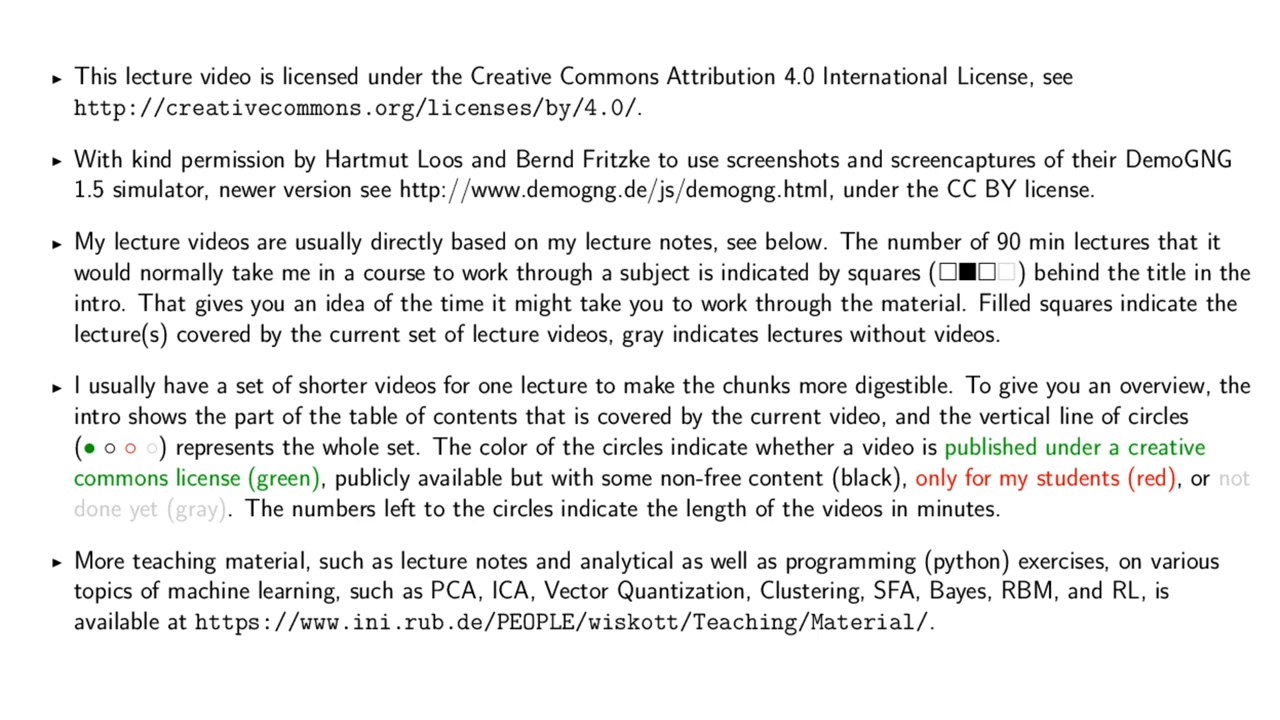 ▸ This lecture video is licensed under the Creative Commons Attribution 4.0 International License, see
http://creativecommons.org/licenses/by/4.0/.
▸ With kind permission by Hartmut Loos and Bernd Fritzke to use screenshots and screencaptures of their DemoGNG
1.5 simulator, newer version see http://www.demogng.de/js/demogng.html, under the CC BY license.
▸ My lecture videos are usually directly based on my lecture notes, see below. The number of 90 min lectures that it
would normally take me in a course to work through a subject is indicated by squares (□■□□) behind the title in the
intro. That gives you an idea of the time it might take you to work through the material. Filled squares indicate the
lecture(s) covered by the current set of lecture videos, gray indicates lectures without videos.
▸ I usually have a set of shorter videos for one lecture to make the chunks more digestible. To give you an overview, the
intro shows the part of the table of contents that is covered by the current video, and the vertical line of circles
(● ○ ○ ○) represents the whole set. The color of the circles indicate whether a video is published under a creative
commons license (green), publicly available but with some non-free content (black), only for my students (red), or not
done yet (gray). The numbers left to the circles indicate the length of the videos in minutes.
▸ More teaching material, such as lecture notes and analytical as well as programming (python) exercises, on various
topics of machine learning, such as PCA, ICA, Vector Quantization, Clustering, SFA, Bayes, RBM, and RL, is
available at https://www.ini.rub.de/PEOPLE/wiskott/Teaching/Material/.